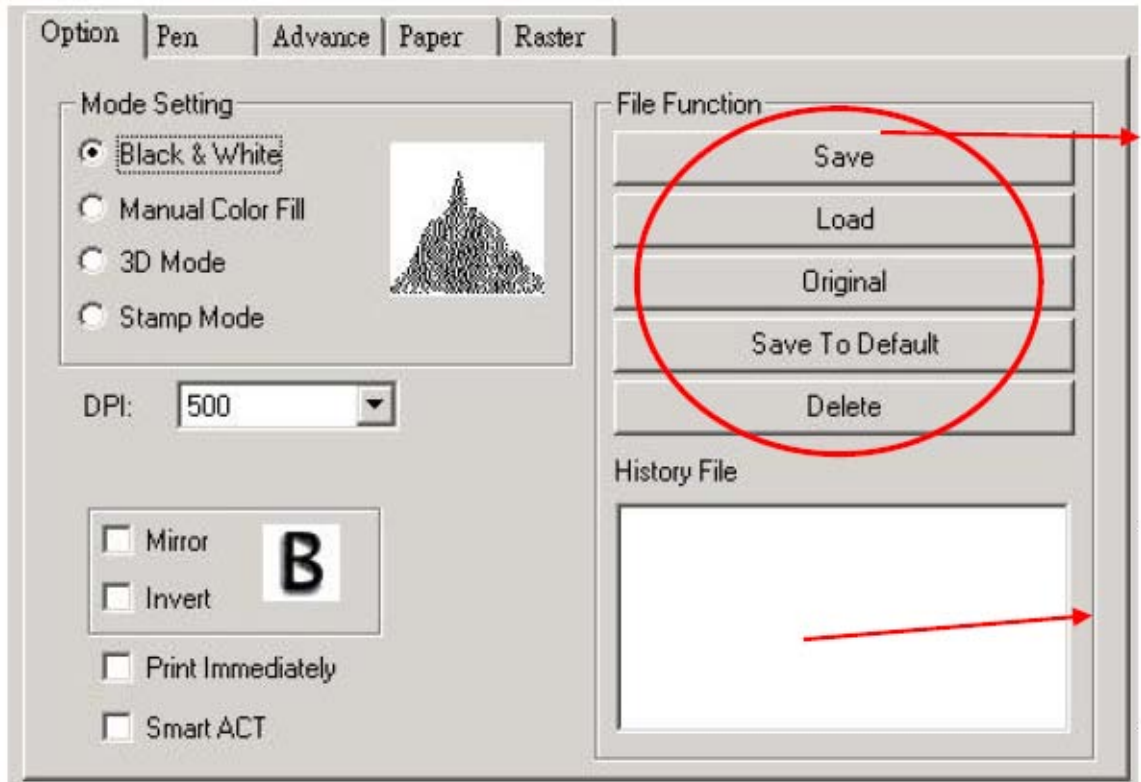 Option Pen Advance Paper Raster
Mode Setting
Black & White
Manual Color Fill
3D Mode
Stamp Mode
DPI: 500
Mirror
Invert
B
Print Immediately
Smart ACT
File Function
Save
Load
Original
Save To Default
Delete
History File